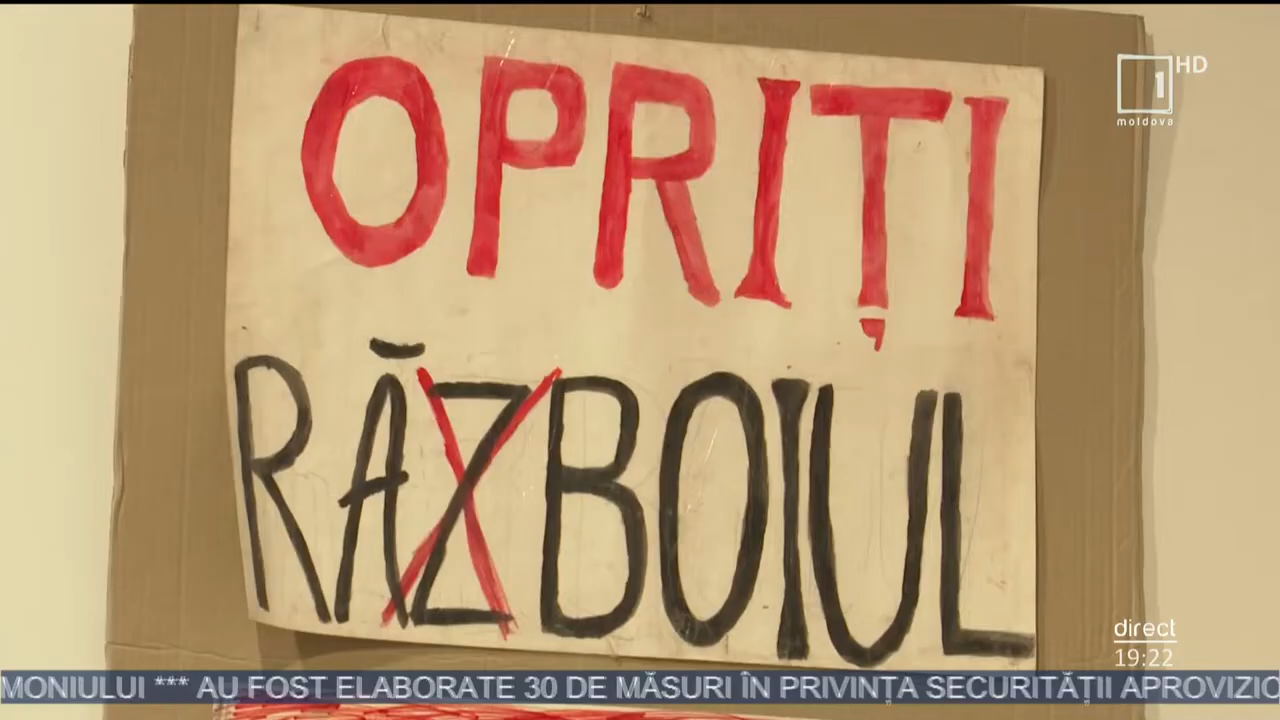 OPRIȚI
RĂZBOIUL
1 HD
moldova
direct
19:22
MONIULUI *** AU FOST ELABORATE 30 DE MĂSURI ÎN PRIVINȚA SECURITĂȚII APROVIZIO